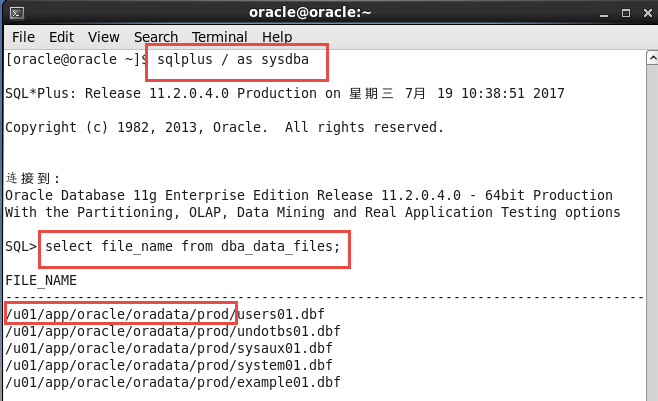 oracle@oracle:~
File Edit View Search Terminal Help
[oracle@oracle ~]$ sqlplus / as sysdba
SQL*Plus: Release 11.2.0.4.0 Production on 星期三 7月 19 10:38:51 2017
Copyright (c) 1982, 2013, Oracle.  All rights reserved.
连接到:
Oracle Database 11g Enterprise Edition Release 11.2.0.4.0 - 64bit Production
With the Partitioning, OLAP, Data Mining and Real Application Testing options
SQL> select file_name from dba_data_files;
FILE_NAME
--------------------------------------------------------------------------------
/u01/app/oracle/oradata/prod/users01.dbf
/u01/app/oracle/oradata/prod/undotbs01.dbf
/u01/app/oracle/oradata/prod/sysaux01.dbf
/u01/app/oracle/oradata/prod/system01.dbf
/u01/app/oracle/oradata/prod/example01.dbf